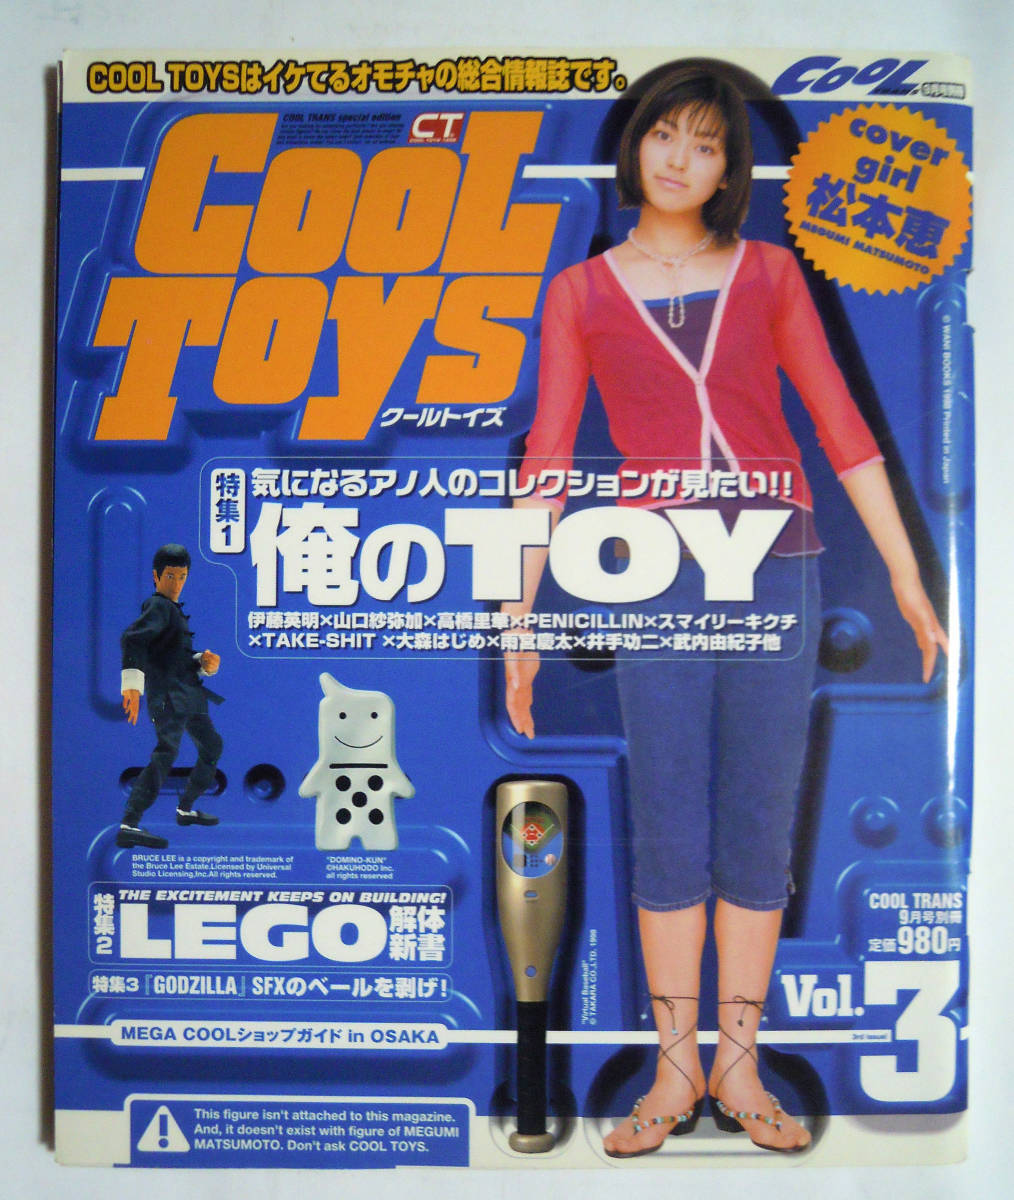 COOL TOYSはイケてるオモチャの総合情報誌です。
COOL
TRANS 9月号別冊
COOL TRANS special edition
CT
COOL
TOYS
クールトイズ
cover
girl
松本恵
MEGUMI MATSUMOTO
© WANI BOOKS 1998 Printed in Japan
特集1
気になるアノ人のコレクションが見たい!!
俺のTOY
伊藤英明×山口紗弥加×高橋里華×PENICILLIN×スマイリーキクチ
×TAKE-SHIT ×大森はじめ×雨宮慶太×井手功二×武内由紀子他
BRUCE LEE is a copyright and trademark of
the Bruce Lee Estate.Licensed by Universal
Studio Licensing,Inc.All rights reserved.
"DOMINO-KUN"
©HAKUHODO Inc.
all rights reserved
特集2
THE EXCITEMENT KEEPS ON BUILDING!
LEGO解体新書
特集3『GODZILLA』SFXのベールを剥げ!
MEGA COOLショップガイド in OSAKA
"Virtual Baseball"
© TAKARA CO.,LTD. 1998
COOL TRANS
9月号別冊
定価980円
Vol.3
3rd issue!
This figure isn't attached to this magazine.
And, it doesn't exist with figure of MEGUMI
MATSUMOTO. Don't ask COOL TOYS.